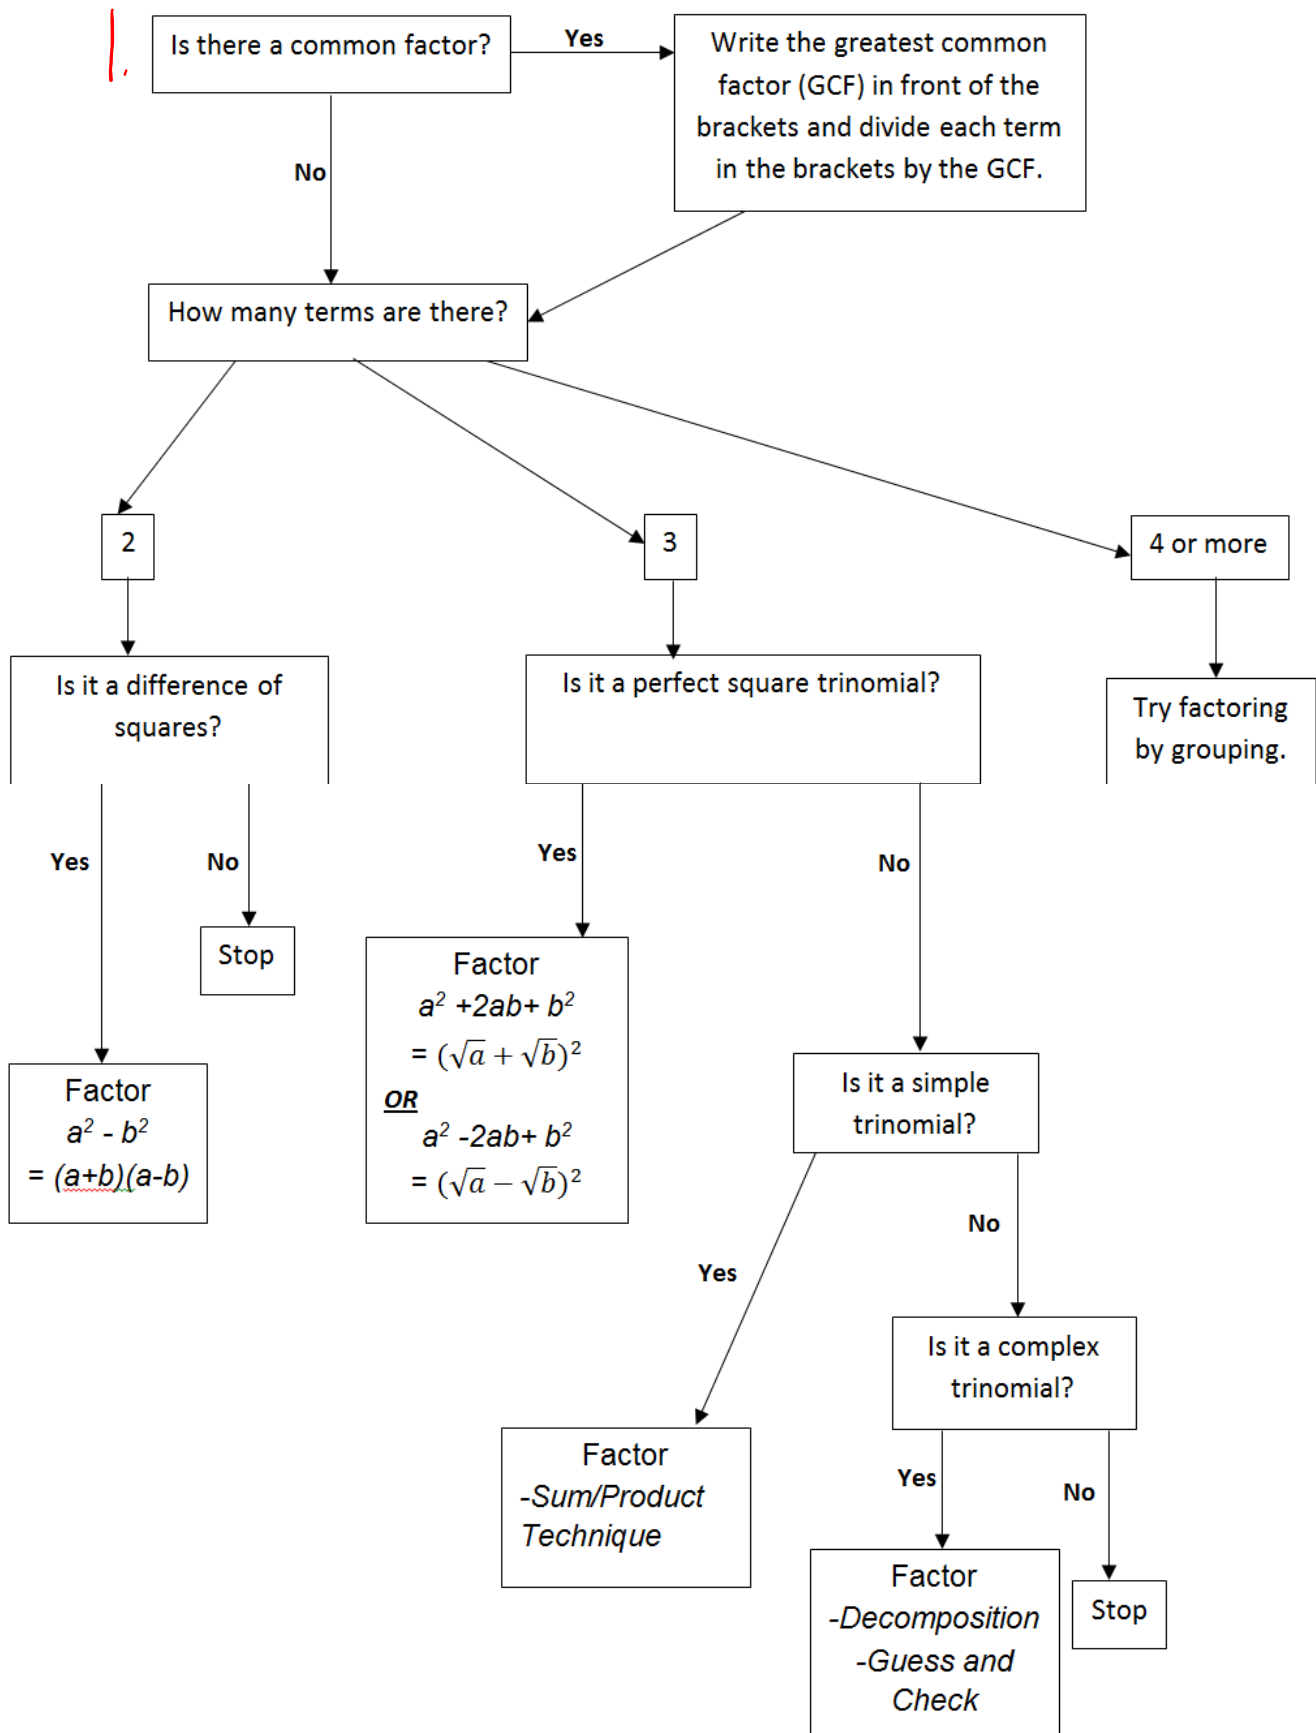 1.
Is there a common factor?
Yes
Write the greatest common
factor (GCF) in front of the
brackets and divide each term
in the brackets by the GCF.
No
How many terms are there?
2
3
4 or more
Is it a difference of
squares?
Is it a perfect square trinomial?
Try factoring
by grouping.
Yes
No
Yes
No
Stop
Factor
a² - b²
= (a+b)(a-b)
Factor
a² +2ab+ b²
= (√a + √b)²
OR
a² -2ab+ b²
= (√a − √b)²
Is it a simple
trinomial?
Yes
No
Factor
-Sum/Product
Technique
Is it a complex
trinomial?
Yes
No
Factor
-Decomposition
-Guess and
Check
Stop